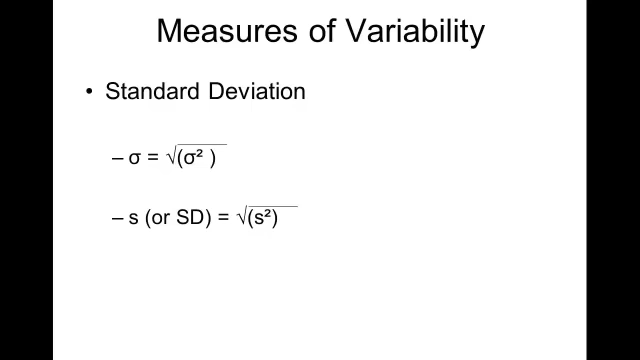 Measures of Variability
• Standard Deviation
– σ = √(σ² )
– s (or SD) = √(s²)